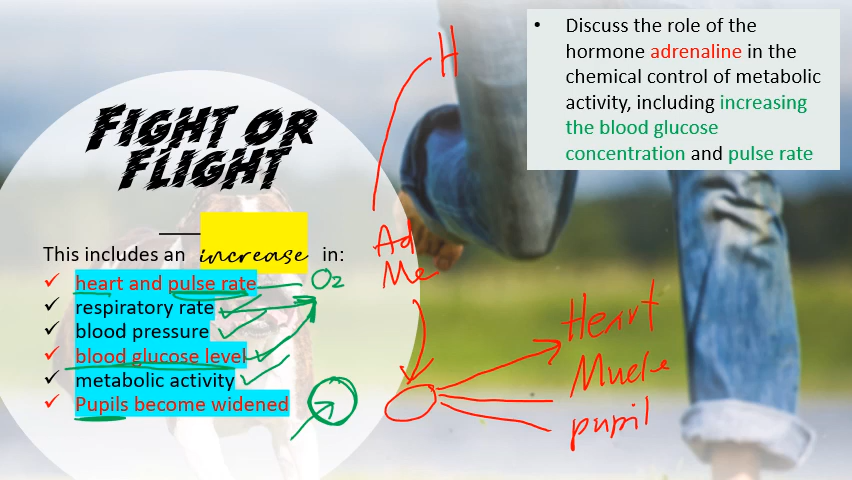 FIGHT OR
FLIGHT
This includes an increase in:
✓ heart and pulse rate
✓ respiratory rate
✓ blood pressure
✓ blood glucose level
✓ metabolic activity
✓ Pupils become widened
O2
H
Ad
Me
Heart
pupil
• Discuss the role of the
hormone adrenaline in the
chemical control of metabolic
activity, including increasing
the blood glucose
concentration and pulse rate